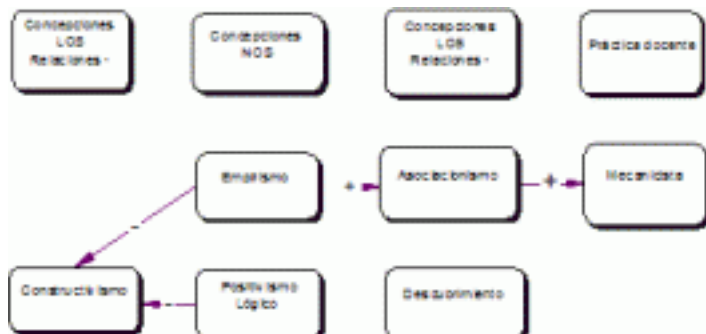 Concepciones
LOS
Relaciones -
Concepciones
NOS
Concepciones
LOS
Relaciones -
Práctica docente
Empirismo
+
Asociacionismo
+
Mecanicista
-
Constructivismo
-
Positivismo
Lógico
Descubrimiento